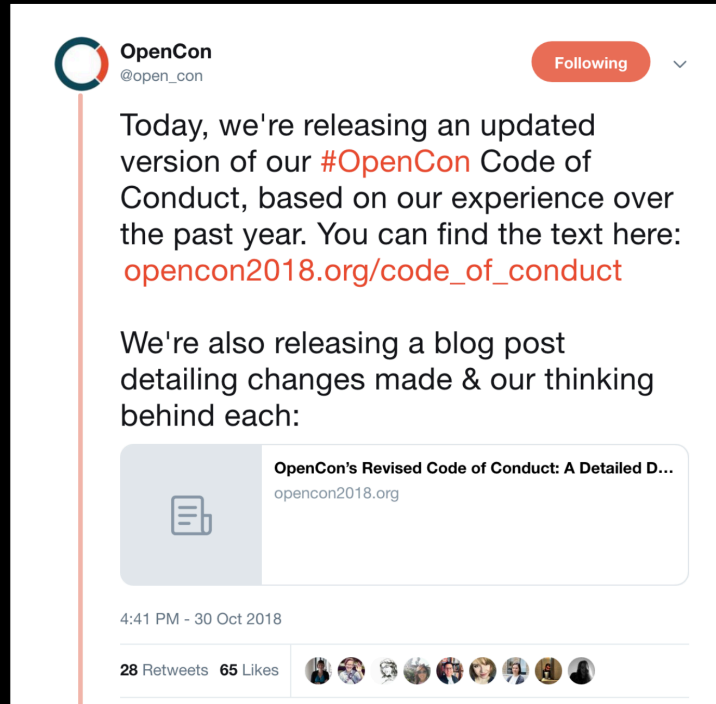 OpenCon
@open_con
Following
Today, we're releasing an updated
version of our #OpenCon Code of
Conduct, based on our experience over
the past year. You can find the text here:
opencon2018.org/code_of_conduct
We're also releasing a blog post
detailing changes made & our thinking
behind each:
OpenCon's Revised Code of Conduct: A Detailed D...
opencon2018.org
4:41 PM - 30 Oct 2018
28 Retweets 65 Likes